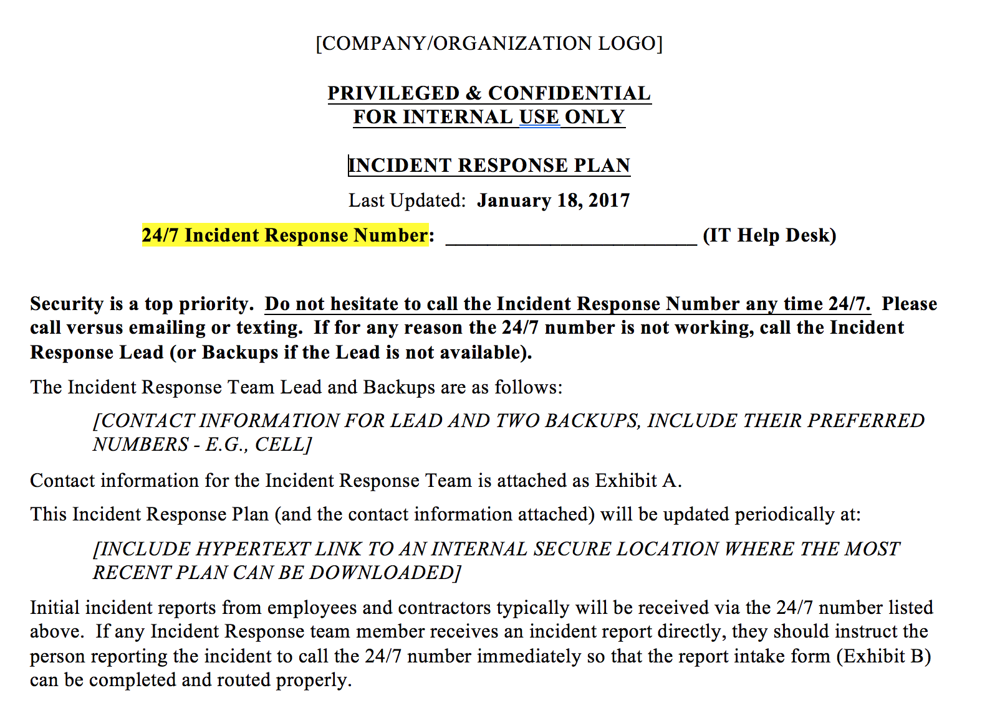 [COMPANY/ORGANIZATION LOGO]
PRIVILEGED & CONFIDENTIAL
FOR INTERNAL USE ONLY
INCIDENT RESPONSE PLAN
Last Updated:  January 18, 2017
24/7 Incident Response Number: ________________________ (IT Help Desk)
Security is a top priority.  Do not hesitate to call the Incident Response Number any time 24/7.  Please
call versus emailing or texting.  If for any reason the 24/7 number is not working, call the Incident
Response Lead (or Backups if the Lead is not available).
The Incident Response Team Lead and Backups are as follows:
[CONTACT INFORMATION FOR LEAD AND TWO BACKUPS, INCLUDE THEIR PREFERRED
NUMBERS - E.G., CELL]
Contact information for the Incident Response Team is attached as Exhibit A.
This Incident Response Plan (and the contact information attached) will be updated periodically at:
[INCLUDE HYPERTEXT LINK TO AN INTERNAL SECURE LOCATION WHERE THE MOST
RECENT PLAN CAN BE DOWNLOADED]
Initial incident reports from employees and contractors typically will be received via the 24/7 number listed
above.  If any Incident Response team member receives an incident report directly, they should instruct the
person reporting the incident to call the 24/7 number immediately so that the report intake form (Exhibit B)
can be completed and routed properly.